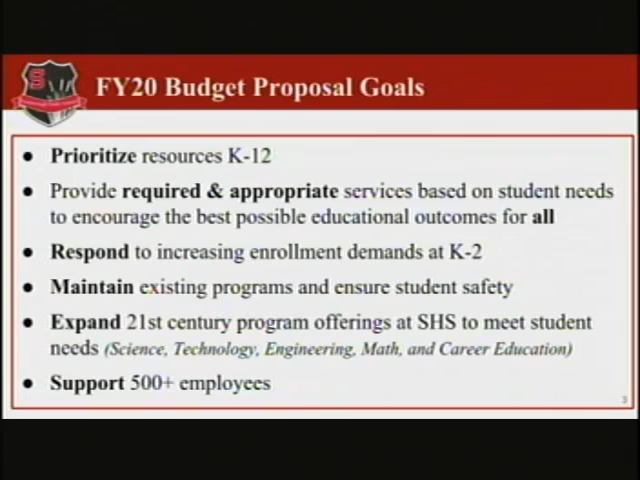 S
FY20 Budget Proposal Goals
● Prioritize resources K-12
● Provide required & appropriate services based on student needs
to encourage the best possible educational outcomes for all
● Respond to increasing enrollment demands at K-2
● Maintain existing programs and ensure student safety
● Expand 21st century program offerings at SHS to meet student
needs (Science, Technology, Engineering, Math, and Career Education)
● Support 500+ employees
3